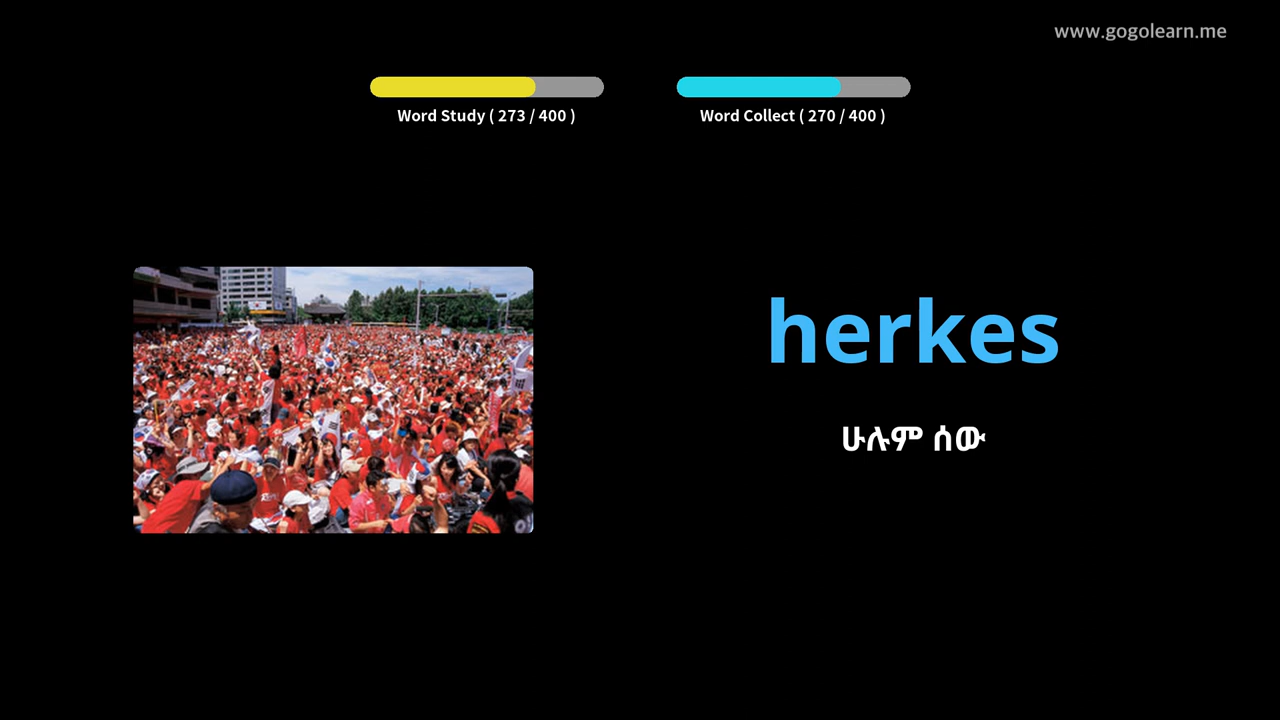 www.gogolearn.me
Word Study ( 273 / 400 )
Word Collect ( 270 / 400 )
herkes
ሁሉም ሰው